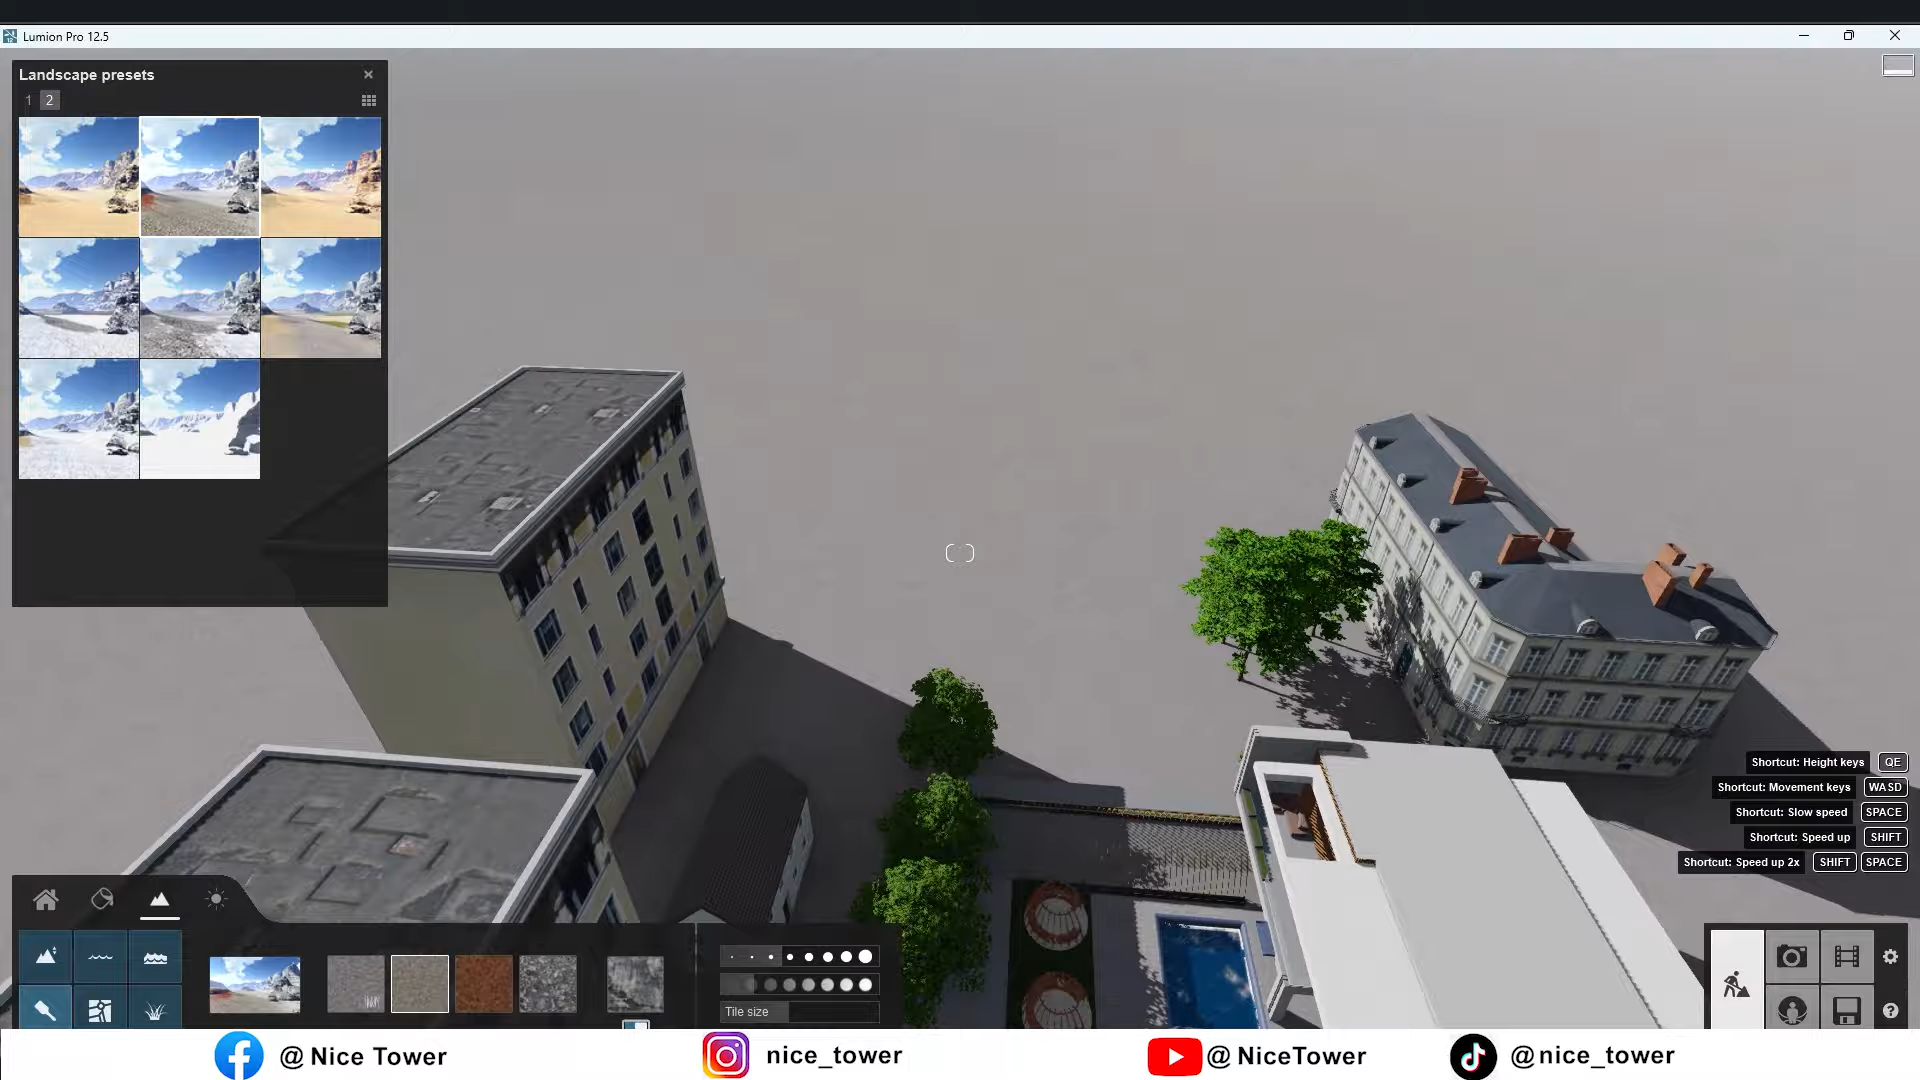 Lumion Pro 12.5
Landscape presets
1 2
Shortcut: Height keys QE
Shortcut: Movement keys WASD
Shortcut: Slow speed SPACE
Shortcut: Speed up SHIFT
Shortcut: Speed up 2x SHIFT SPACE
Tile size
@ Nice Tower
nice_tower
@ NiceTower
@nice_tower